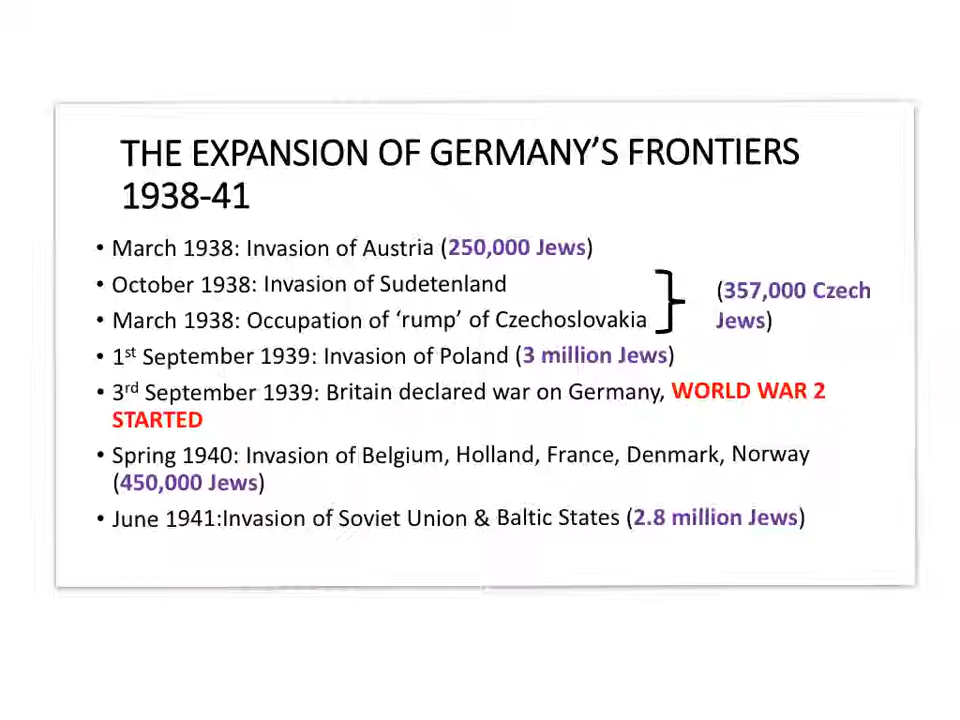 THE EXPANSION OF GERMANY'S FRONTIERS
1938-41
• March 1938: Invasion of Austria (250,000 Jews)
• October 1938: Invasion of Sudetenland
• March 1938: Occupation of ‘rump’ of Czechoslovakia
(357,000 Czech
Jews)
• 1st September 1939: Invasion of Poland (3 million Jews)
• 3rd September 1939: Britain declared war on Germany, WORLD WAR 2
STARTED
• Spring 1940: Invasion of Belgium, Holland, France, Denmark, Norway
(450,000 Jews)
• June 1941:Invasion of Soviet Union & Baltic States (2.8 million Jews)